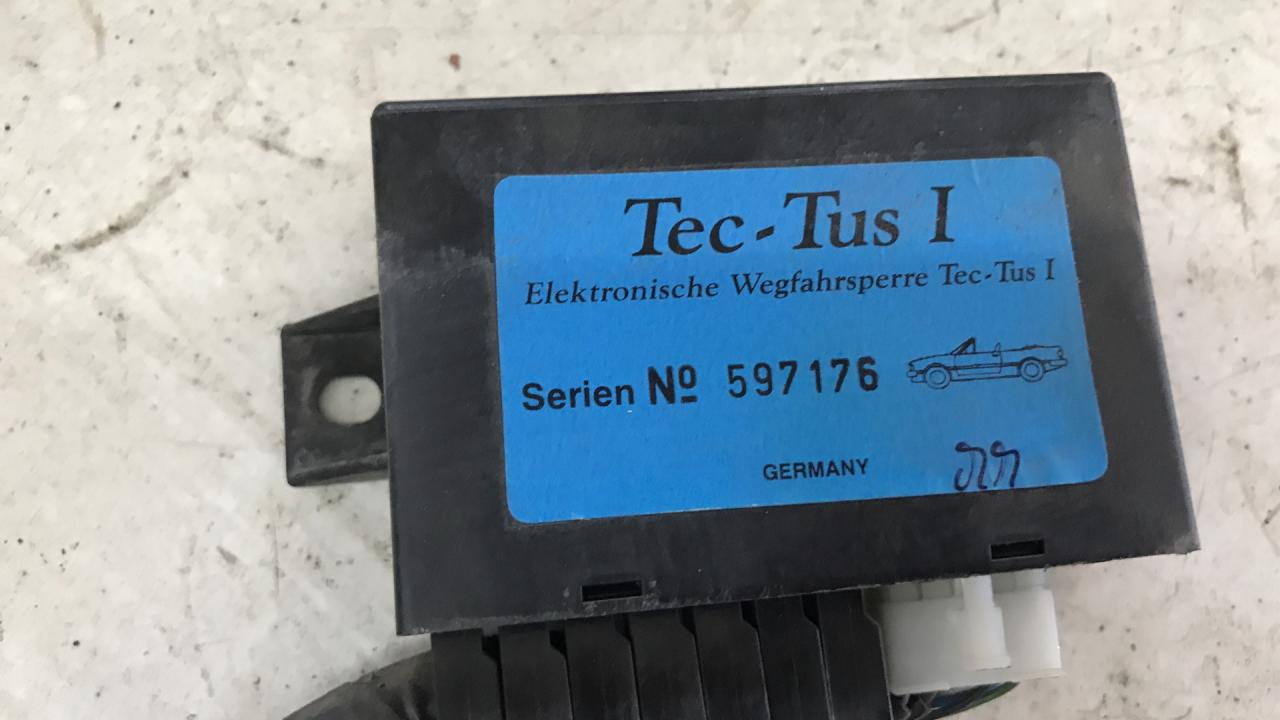 Tec-Tus I
Elektronische Wegfahrsperre Tec-Tus I
Serien Nº 597176
GERMANY